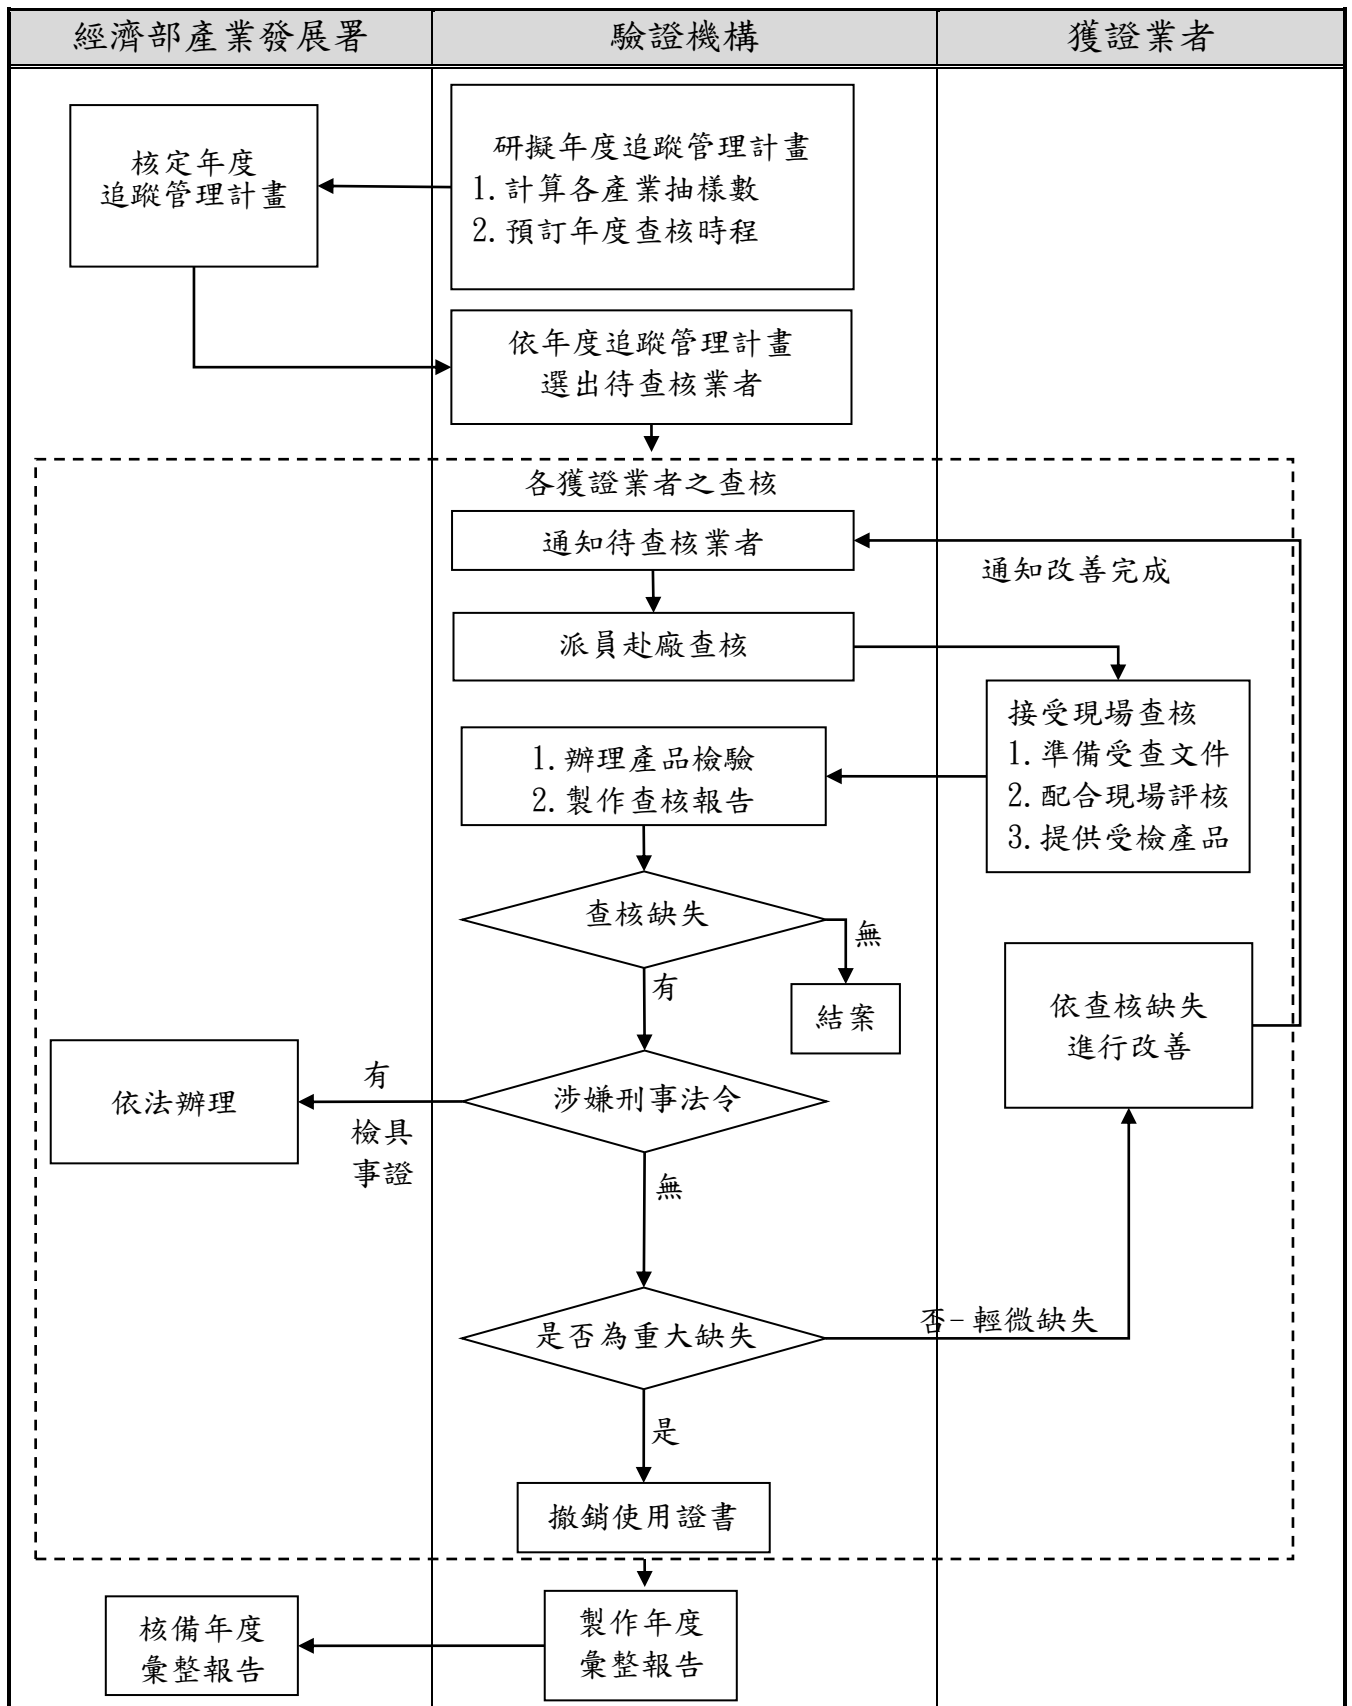 經濟部產業發展署
驗證機構
獲證業者
研擬年度追蹤管理計畫
1.計算各產業抽樣數
2.預訂年度查核時程
核定年度
追蹤管理計畫
依年度追蹤管理計畫
選出待查核業者
各獲證業者之查核
通知待查核業者
通知改善完成
派員赴廠查核
接受現場查核
1.準備受查文件
2.配合現場評核
3.提供受檢產品
1.辦理產品檢驗
2.製作查核報告
查核缺失
無
結案
有
涉嫌刑事法令
有
檢具
事證
依法辦理
無
是否為重大缺失
否-輕微缺失
依查核缺失
進行改善
是
撤銷使用證書
製作年度
彙整報告
核備年度
彙整報告